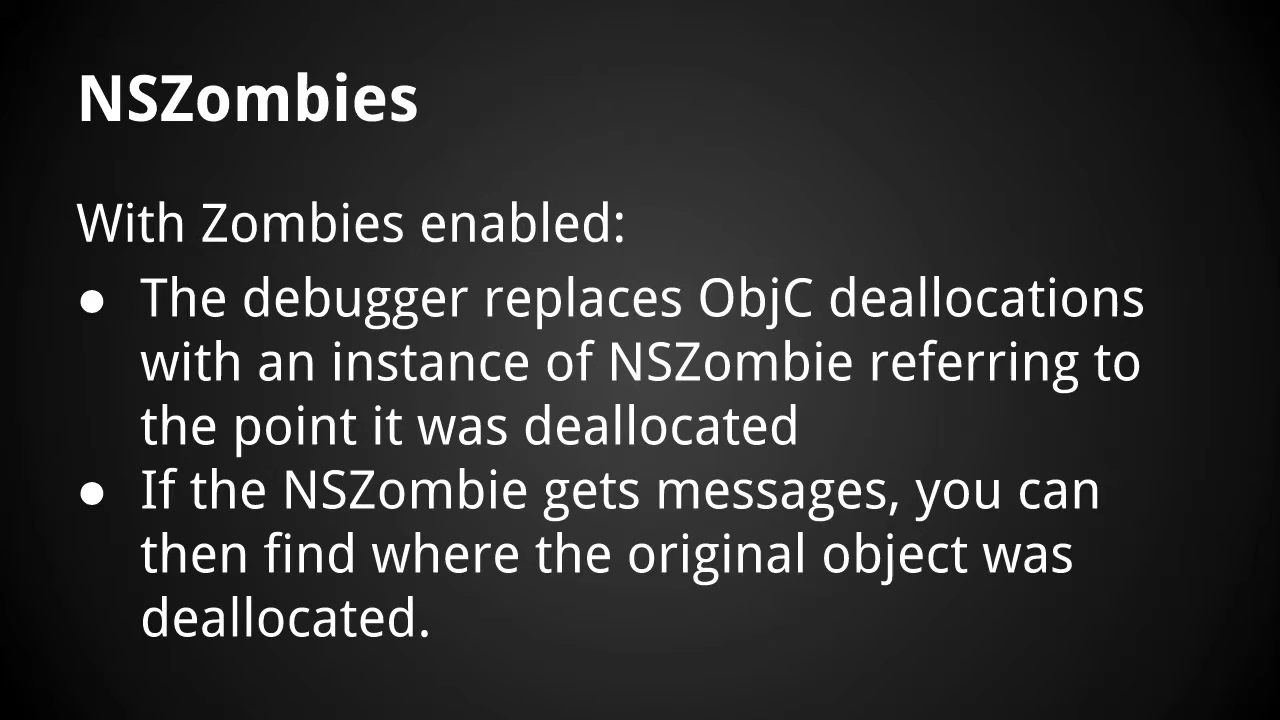 NSZombies
With Zombies enabled:
● The debugger replaces ObjC deallocations
with an instance of NSZombie referring to
the point it was deallocated
● If the NSZombie gets messages, you can
then find where the original object was
deallocated.